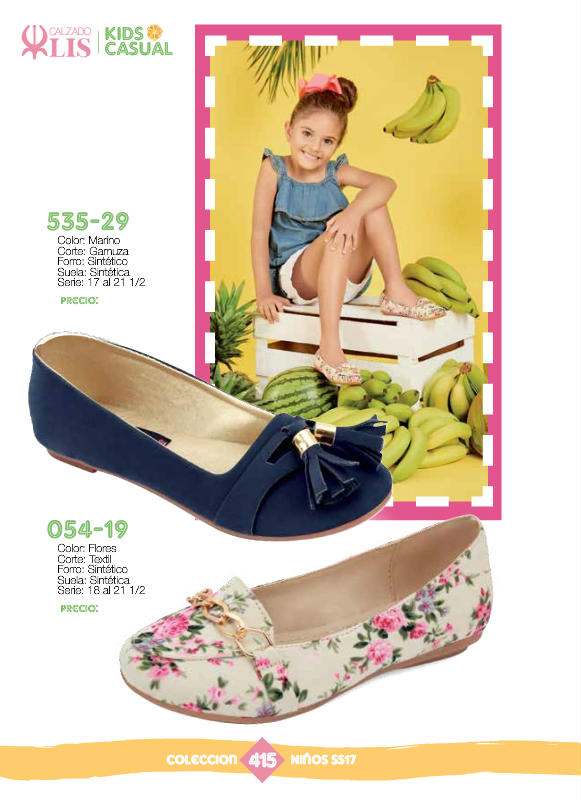 CALZADO
LIS
KIDS
CASUAL
535-29
Color: Marino
Corte: Gamuza
Forro: Sintético
Suela: Sintética
Serie: 17 al 21 1/2
PRECIO:
054-19
Color: Flores
Corte: Textil
Forro: Sintético
Suela: Sintética
Serie: 18 al 21 1/2
PRECIO:
COLECCION 415 NIÑOS SS17